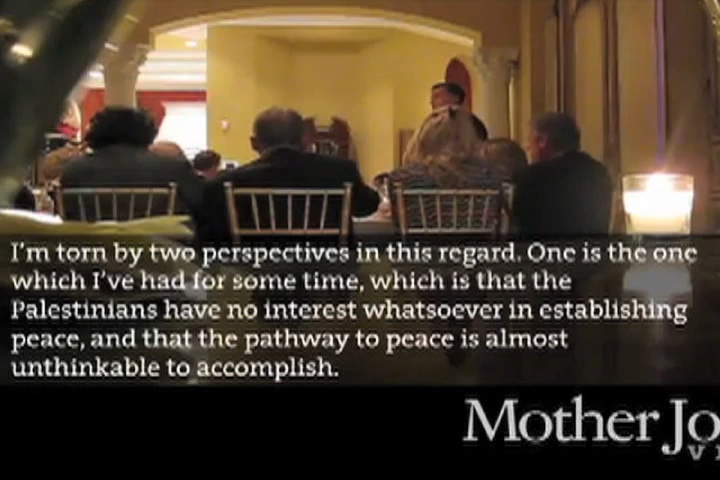 I'm torn by two perspectives in this regard. One is the one
which I've had for some time, which is that the
Palestinians have no interest whatsoever in establishing
peace, and that the pathway to peace is almost
unthinkable to accomplish.
Mother Jo